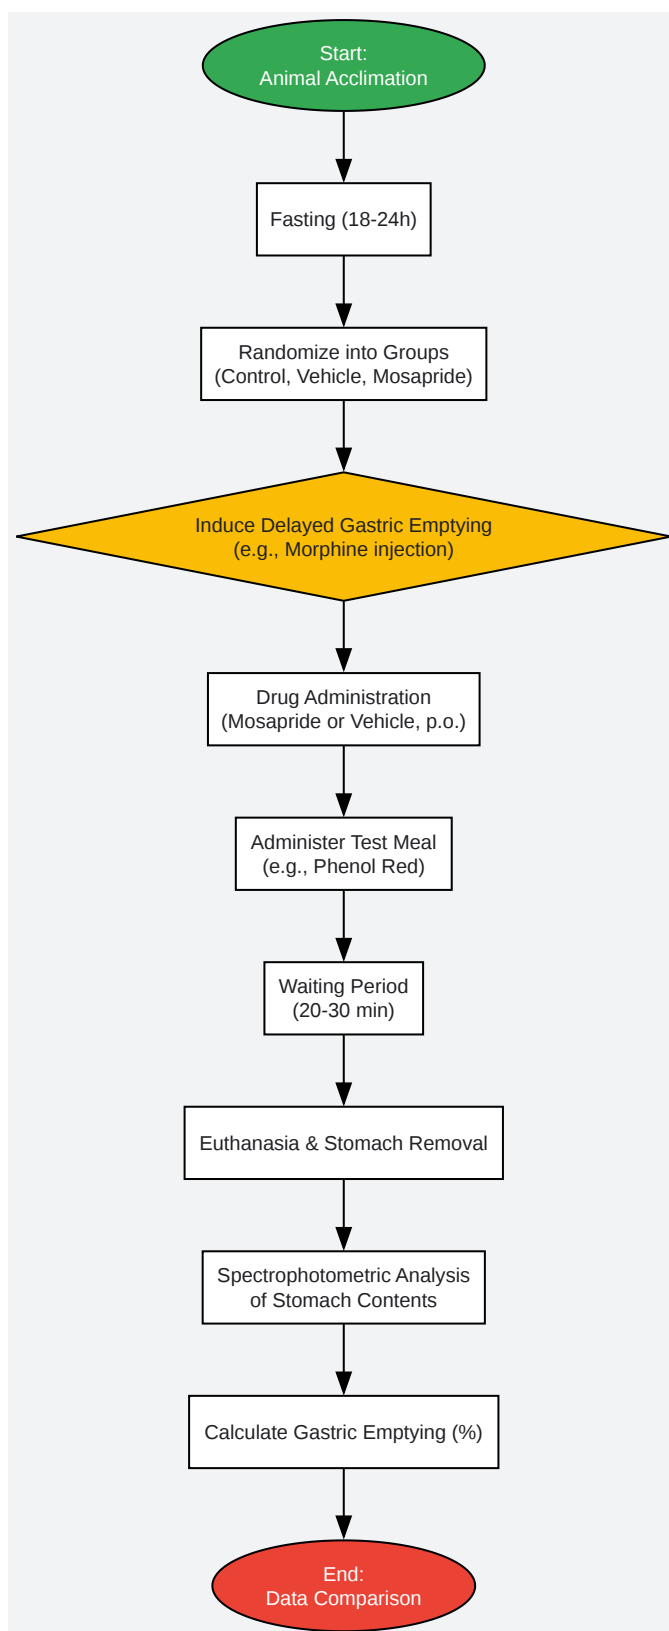 Start:
Animal Acclimation
Fasting (18-24h)
Randomize into Groups
(Control, Vehicle, Mosapride)
Induce Delayed Gastric Emptying
(e.g., Morphine injection)
Drug Administration
(Mosapride or Vehicle, p.o.)
Administer Test Meal
(e.g., Phenol Red)
Waiting Period
(20-30 min)
Euthanasia & Stomach Removal
Spectrophotometric Analysis
of Stomach Contents
Calculate Gastric Emptying (%)
End:
Data Comparison